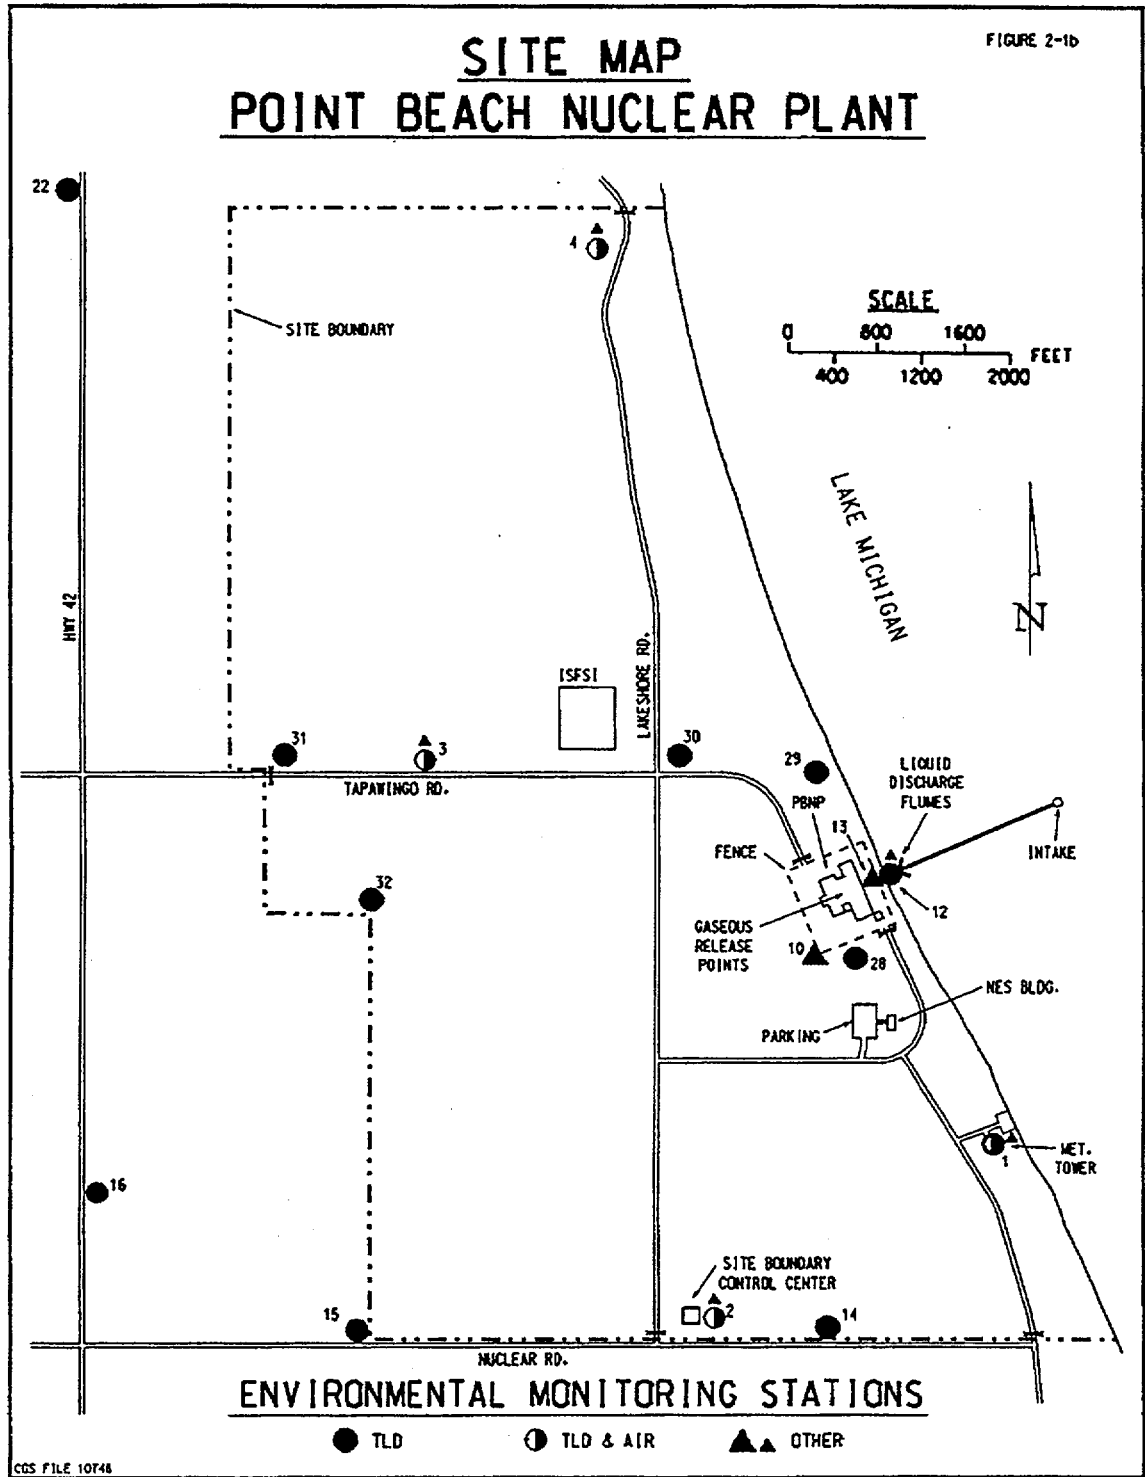 FIGURE 2-1b
SITE MAP
POINT BEACH NUCLEAR PLANT
22
4
SITE BOUNDARY
SCALE
0 800 1600
FEET
400 1200 2000
LAKE MICHIGAN
N
HWY 42
LAKESHORE RD.
ISFSI
31
3
30
29
TAPAWINGO RD.
LIQUID
DISCHARGE
FLUMES
PBNP
13
FENCE
INTAKE
32
12
GASEOUS
RELEASE
POINTS
10
28
NES BLDG.
PARKING
1
MET.
TOWER
16
SITE BOUNDARY
CONTROL CENTER
15
2
14
NUCLEAR RD.
ENVIRONMENTAL MONITORING STATIONS
TLD
TLD & AIR
OTHER
CGS FILE 10746